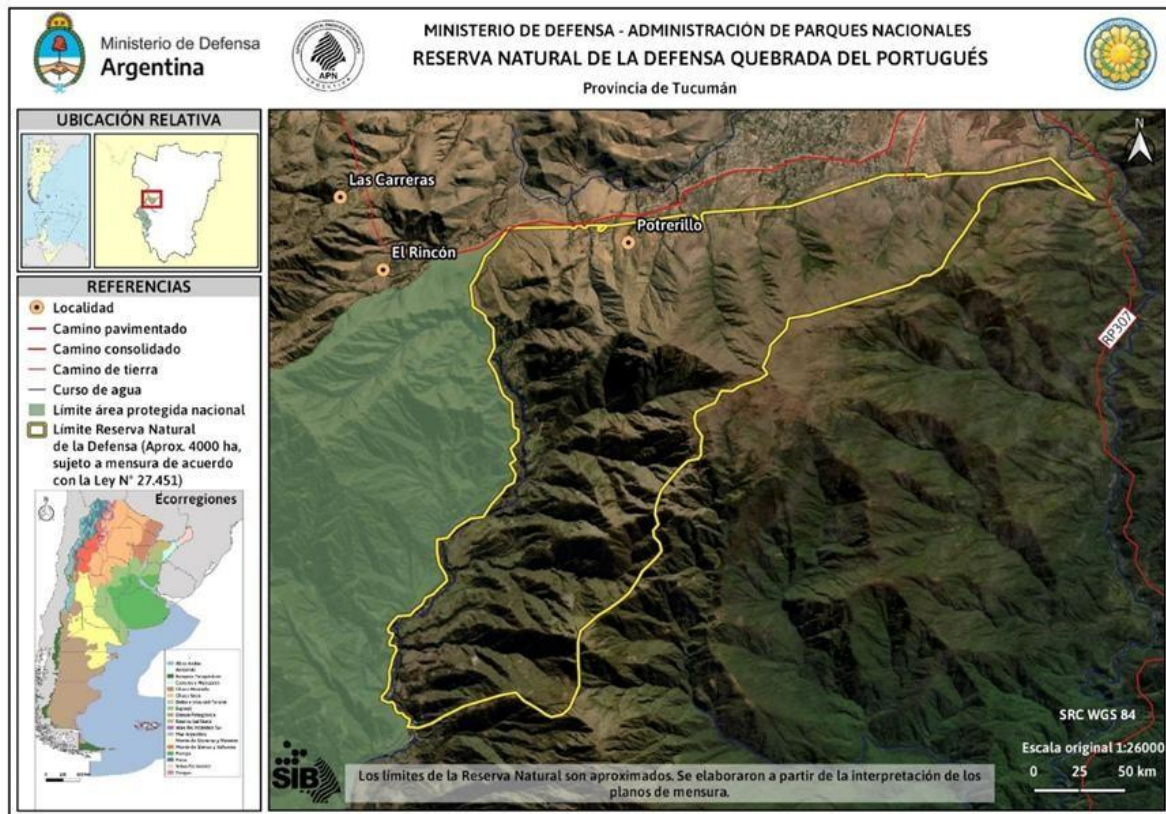 Ministerio de Defensa
Argentina
APN
MINISTERIO DE DEFENSA - ADMINISTRACIÓN DE PARQUES NACIONALES
RESERVA NATURAL DE LA DEFENSA QUEBRADA DEL PORTUGUÉS
Provincia de Tucumán
UBICACIÓN RELATIVA
REFERENCIAS
Localidad
Camino pavimentado
Camino consolidado
Camino de tierra
Curso de agua
Límite área protegida nacional
Límite Reserva Natural
de la Defensa (Aprox. 4000 ha,
sujeto a mensura de acuerdo
con la Ley N° 27.451)
Ecorregiones
N
Las Carreras
El Rincón
Potrerillo
RP307
SRC WGS 84
Escala original 1:26000
0 25 50 km
SIB
Los límites de la Reserva Natural son aproximados. Se elaboraron a partir de la interpretación de los
planos de mensura.